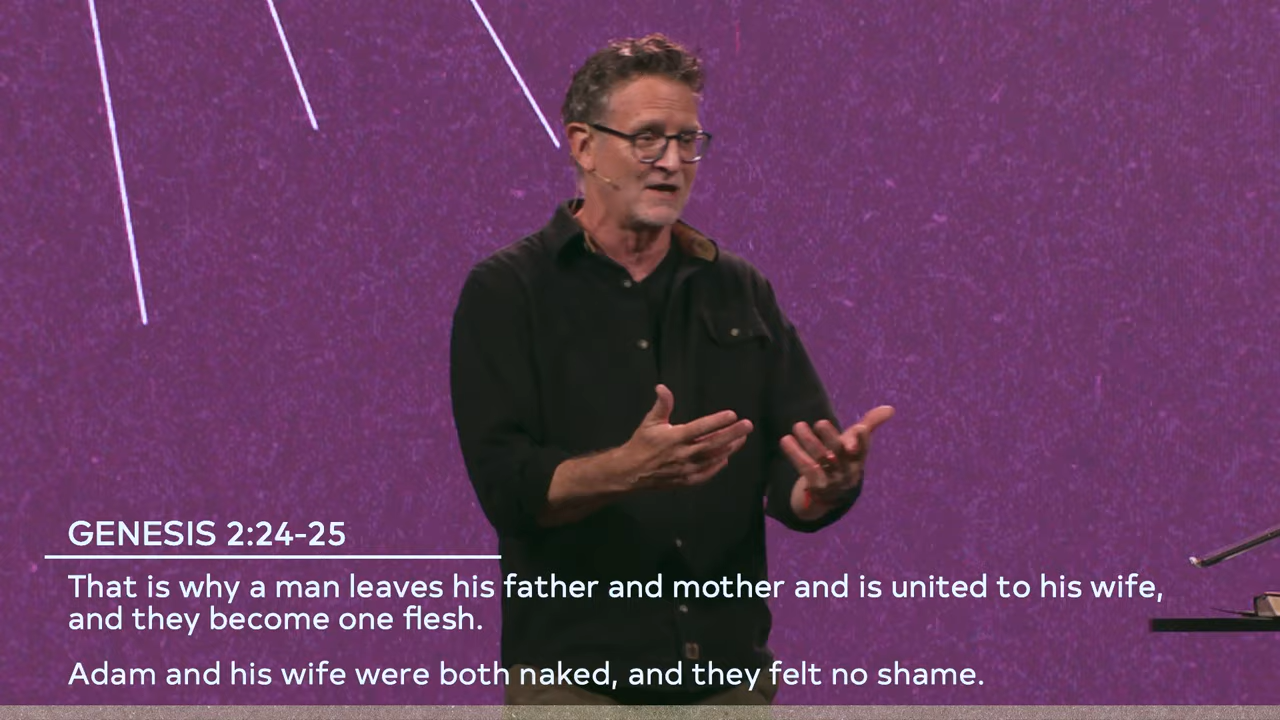 GENESIS 2:24-25
That is why a man leaves his father and mother and is united to his wife,
and they become one flesh.
Adam and his wife were both naked, and they felt no shame.